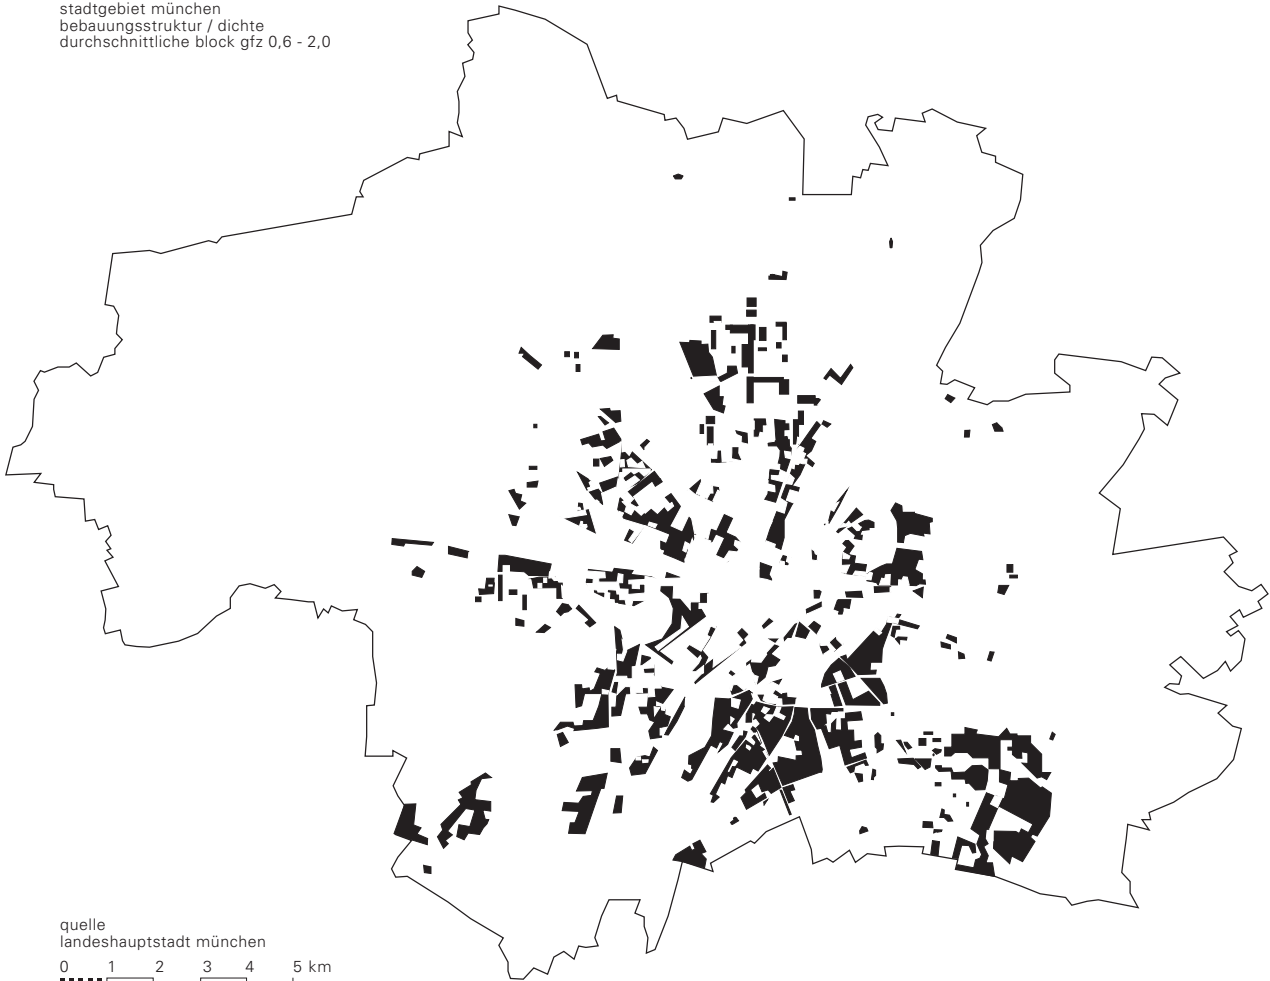 stadtgebiet münchen
bebauungsstruktur / dichte
durchschnittliche block gfz 0,6 - 2,0
quelle
landeshauptstadt münchen
0 1 2 3 4 5 km